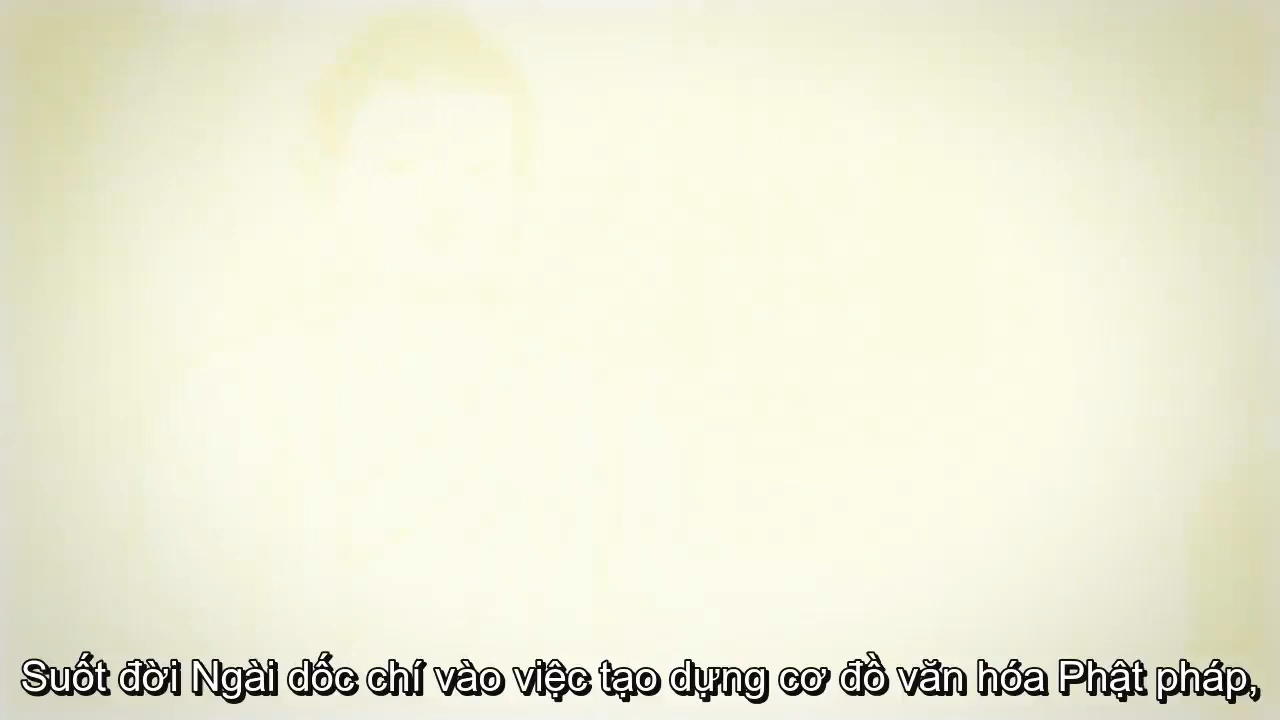 Suốt đời Ngài dốc chí vào việc tạo dựng cơ đồ văn hóa Phật pháp,